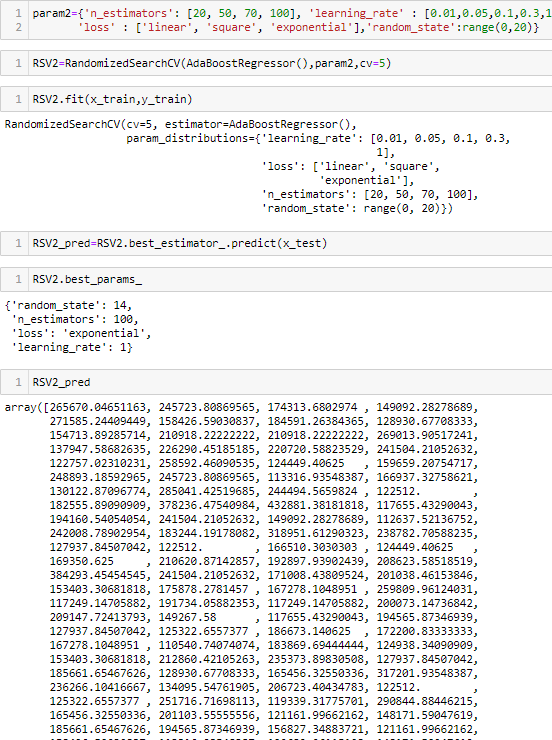 1 param2={'n_estimators': [20, 50, 70, 100], 'learning_rate' : [0.01,0.05,0.1,0.3,1
2 'loss' : ['linear', 'square', 'exponential'],'random_state':range(0,20)}
1 RSV2=RandomizedSearchCV(AdaBoostRegressor(),param2,cv=5)
1 RSV2.fit(x_train,y_train)
RandomizedSearchCV(cv=5, estimator=AdaBoostRegressor(),
param_distributions={'learning_rate': [0.01, 0.05, 0.1, 0.3,
1],
'loss': ['linear', 'square',
'exponential'],
'n_estimators': [20, 50, 70, 100],
'random_state': range(0, 20)})
1 RSV2_pred=RSV2.best_estimator_.predict(x_test)
1 RSV2.best_params_
{'random_state': 14,
'n_estimators': 100,
'loss': 'exponential',
'learning_rate': 1}
1 RSV2_pred
array([265670.04651163, 245723.80869565, 174313.6802974 , 149092.28278689,
271585.24409449, 158426.59030837, 184591.26384365, 128930.67708333,
154713.89285714, 210918.22222222, 210918.22222222, 269013.90517241,
137947.58682635, 226290.45185185, 220720.58823529, 241504.21052632,
122757.02310231, 258592.46090535, 124449.40625 , 159659.20754717,
248893.18592965, 245723.80869565, 113316.93548387, 166937.32758621,
130122.87096774, 285041.42519685, 244494.5659824 , 122512. ,
182555.89090909, 378236.47540984, 432881.38181818, 117655.43290043,
194160.54054054, 241504.21052632, 149092.28278689, 112637.52136752,
242008.78902954, 183244.19178082, 318951.61290323, 238782.70588235,
127937.84507042, 122512. , 166510.3030303 , 124449.40625 ,
169350.625 , 210620.87142857, 192897.93902439, 208623.58518519,
384293.45454545, 241504.21052632, 171008.43809524, 201038.46153846,
153403.30681818, 175878.2781457 , 167278.1048951 , 259809.96124031,
117249.14705882, 191734.05882353, 117249.14705882, 200073.14736842,
209147.72413793, 149267.58 , 117655.43290043, 194565.87346939,
127937.84507042, 125322.6557377 , 186673.140625 , 172200.83333333,
167278.1048951 , 110540.74074074, 183869.69444444, 124938.34090909,
153403.30681818, 212860.42105263, 235373.89830508, 127937.84507042,
185661.65467626, 128930.67708333, 165456.32550336, 317201.93548387,
236266.10416667, 134095.54761905, 206723.40434783, 122512. ,
125322.6557377 , 251716.71698113, 119339.31775701, 290844.88446215,
165456.32550336, 201103.55555556, 121161.99662162, 148171.59047619,
185661.65467626, 194565.87346939, 156827.34883721, 121161.99662162,